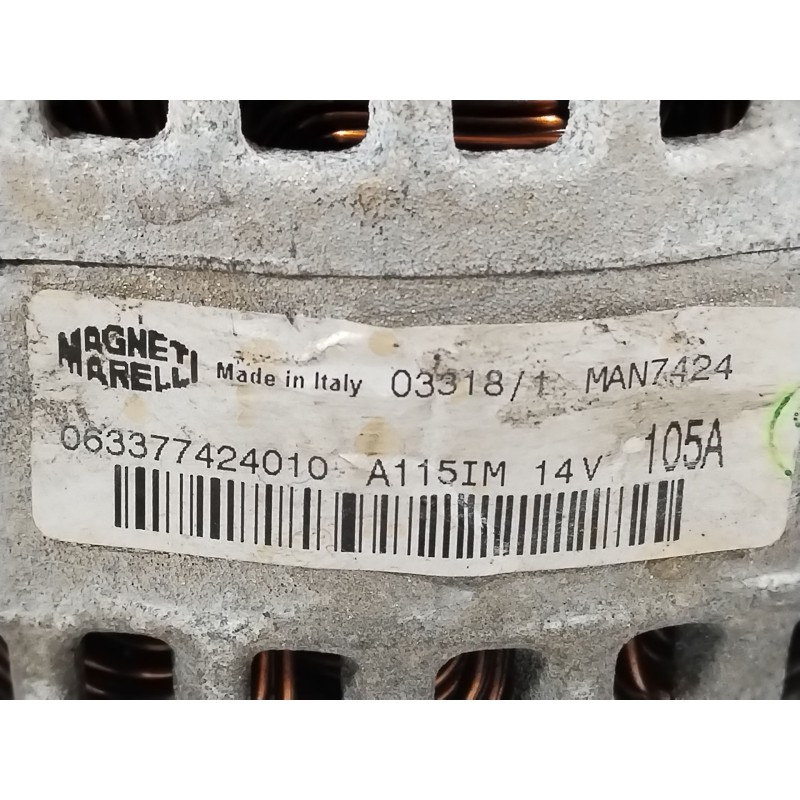 MAGNETI
MARELLI
Made in Italy 03318/1 MAN7424
063377424010 A115IM 14V 105A